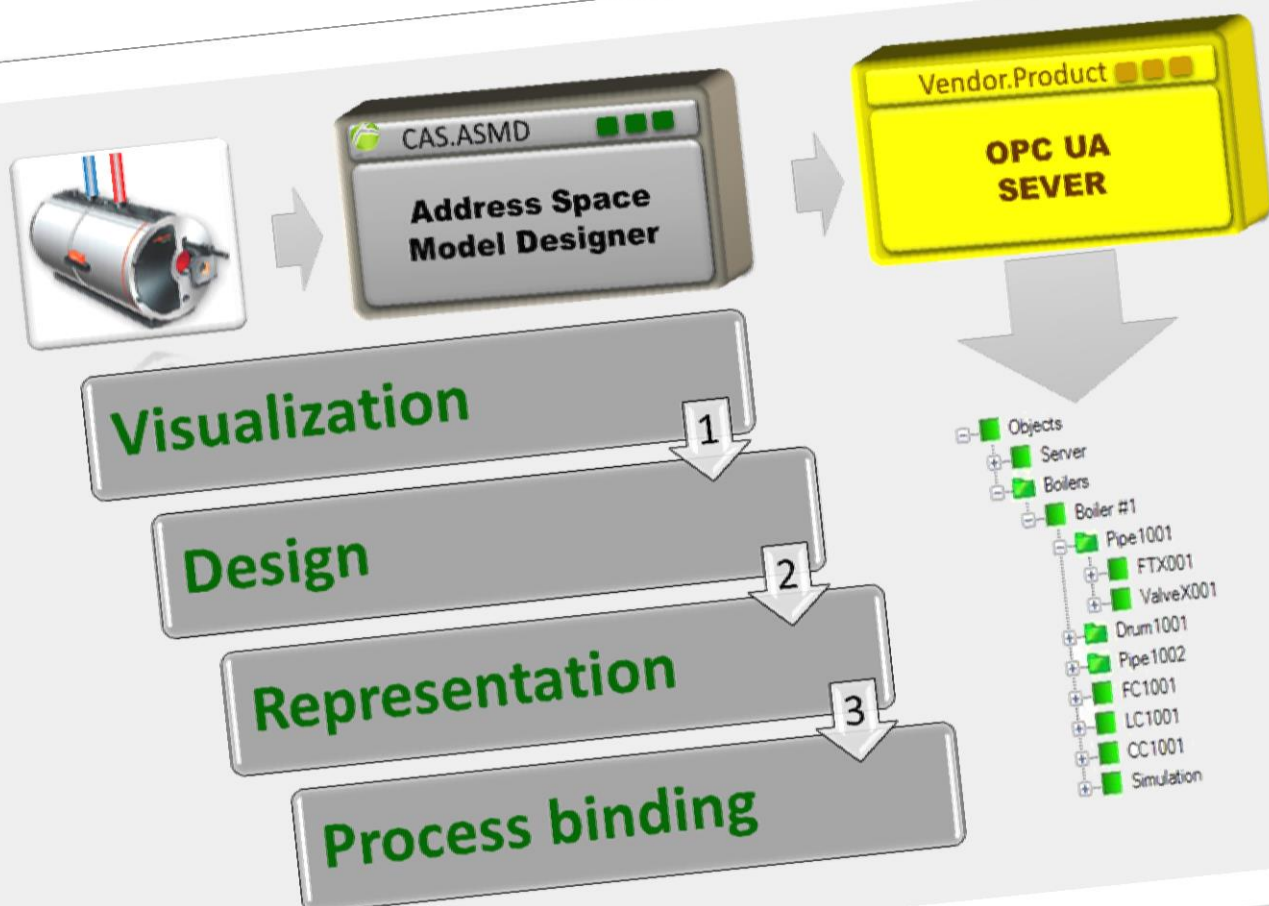 CAS.ASMD
Address Space
Model Designer
Vendor.Product
OPC UA
SEVER
Visualization
1
Design
2
Representation
3
Process binding
Objects
Server
Boilers
Boiler #1
Pipe1001
FTX001
ValveX001
Drum1001
Pipe1002
FC1001
LC1001
CC1001
Simulation